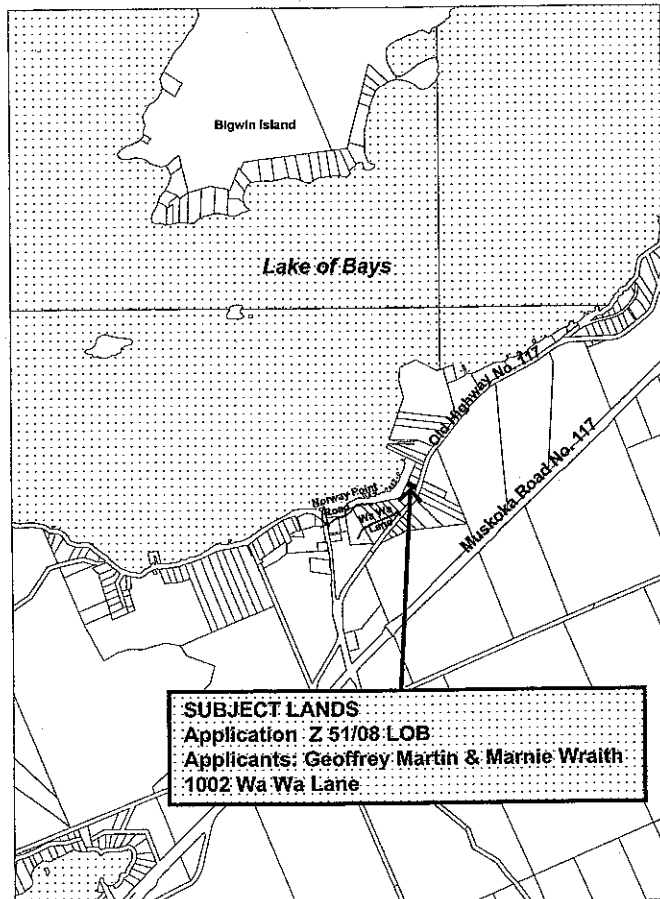 Bigwin Island
Lake of Bays
Old Highway No. 117
Muskoka Road No. 117
Norway Point
Road
Wa Wa
Lane
SUBJECT LANDS
Application Z 51/08 LOB
Applicants: Geoffrey Martin & Marnie Wraith
1002 Wa Wa Lane